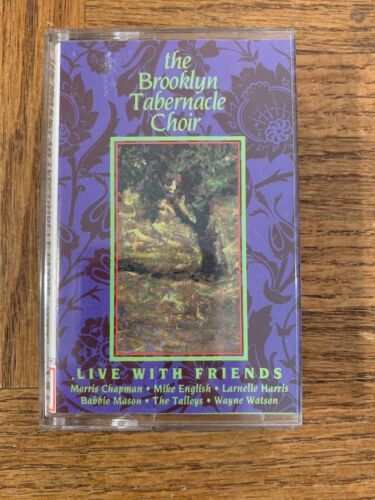 the
Brooklyn
Tabernacle
Choir
LIVE WITH FRIENDS
Morris Chapman • Mike English • Larnelle Harris
Babbie Mason • The Talleys • Wayne Watson